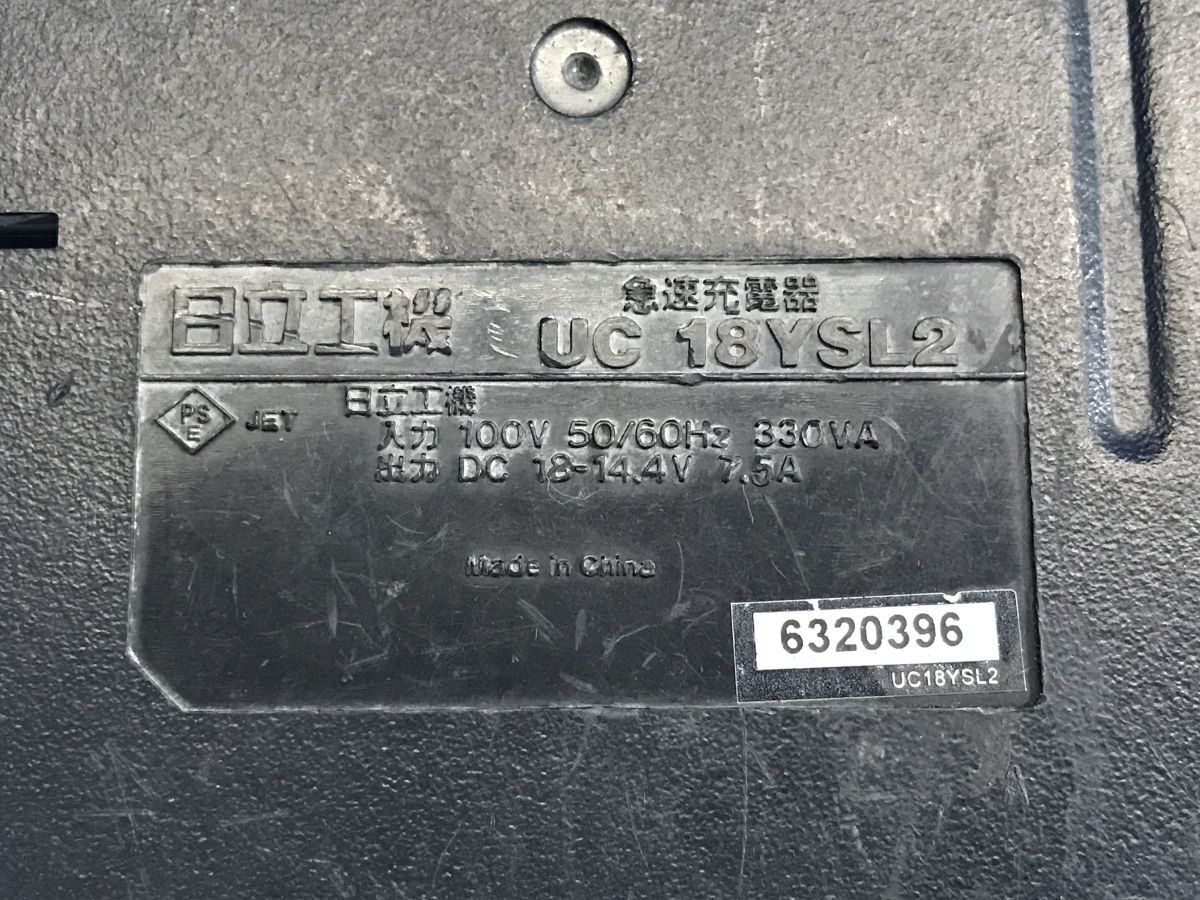 日立工機
急速充電器
UC 18YSL2
PS
E
JET
日立工機
入力 100V 50/60Hz 330VA
出力 DC 18-14.4V 7.5A
Made in China
6320396
UC18YSL2